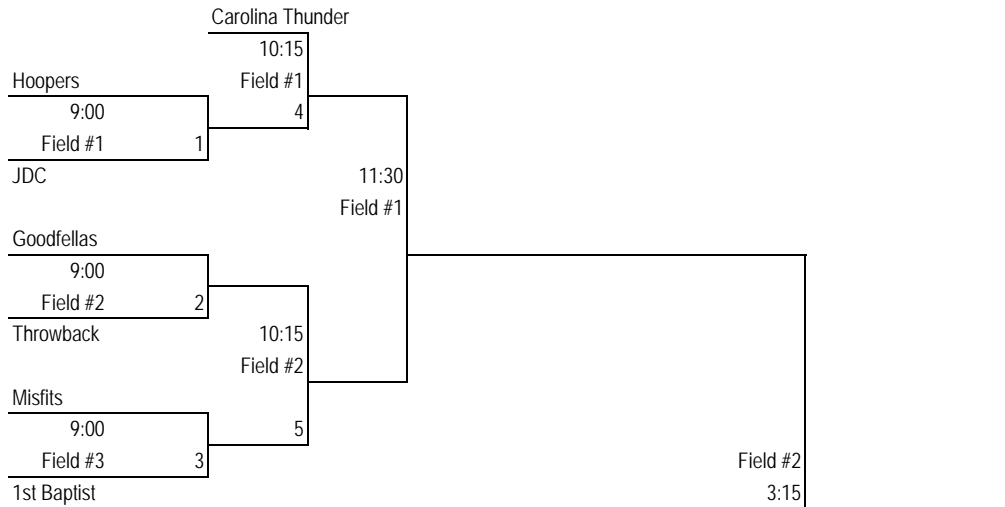 Carolina Thunder
10:15
Hoopers Field #1
9:00 4
Field #1 1
JDC 11:30
Field #1
Goodfellas
9:00
Field #2 2
Throwback 10:15
Field #2
Misfits
9:00 5
Field #3 3 Field #2
1st Baptist 3:15